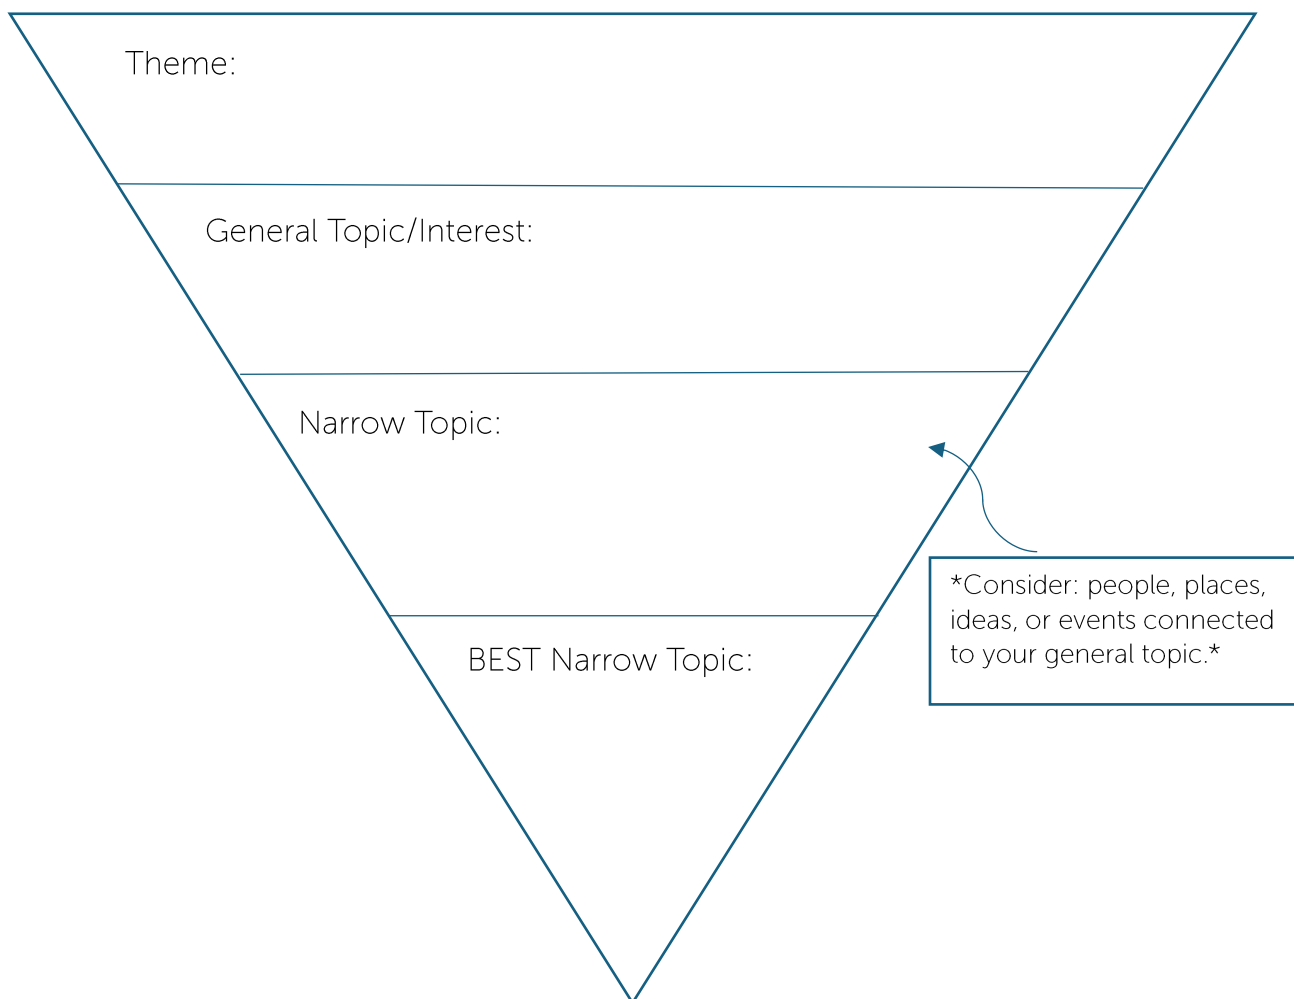 Theme:
General Topic/Interest:
Narrow Topic:
*Consider: people, places,
ideas, or events connected
to your general topic.*
BEST Narrow Topic: